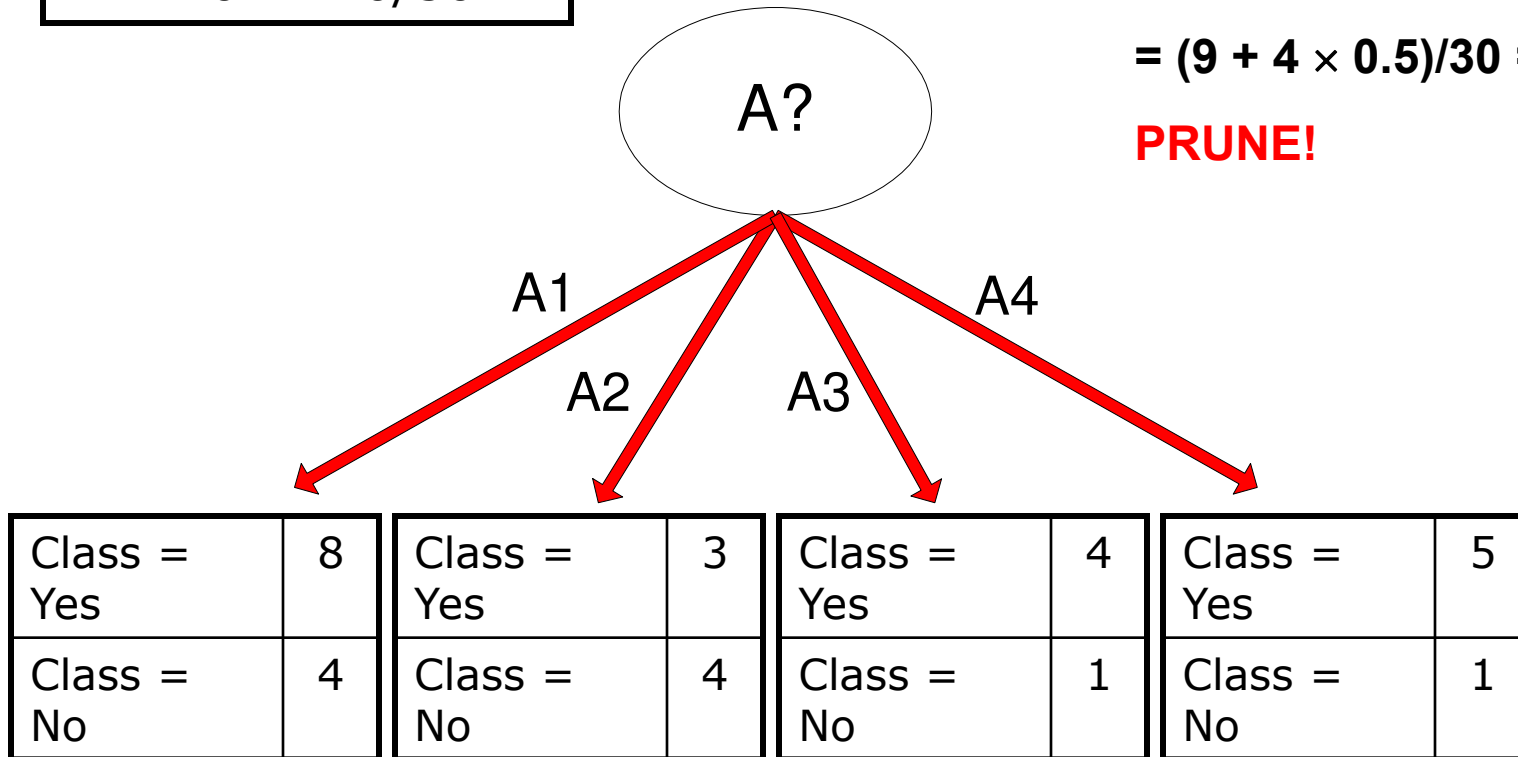 = (9 + 4 × 0.5)/30
PRUNE!
A?
A1
A4
A2
A3
Class = Yes 8
Class = No 4
Class = Yes 3
Class = No 4
Class = Yes 4
Class = No 1
Class = Yes 5
Class = No 1